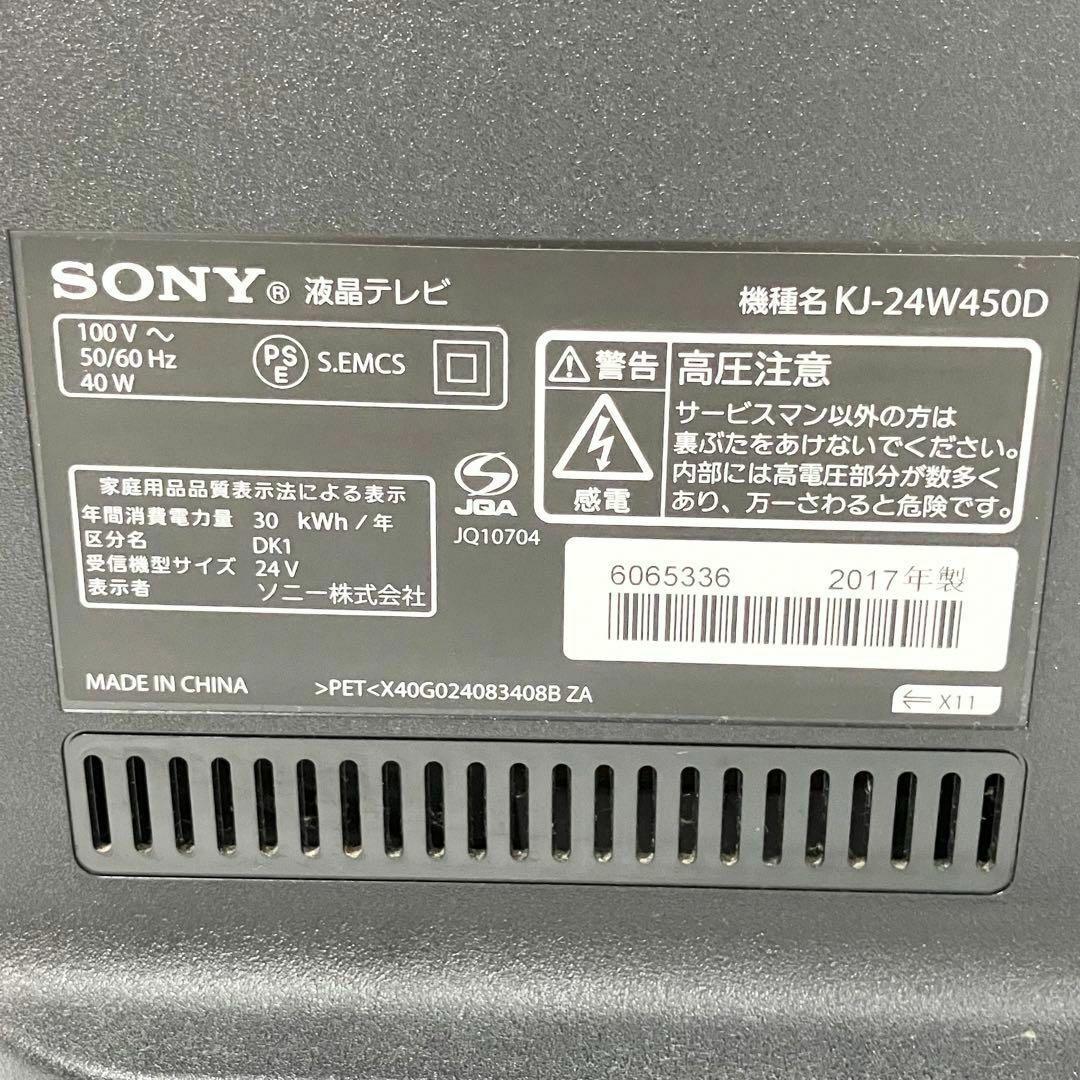 SONY® 液晶テレビ
機種名 KJ-24W450D
100 V ～
50/60 Hz
40 W
PS
E
S.EMCS
⚠警告
感電
高圧注意
サービスマン以外の方は
裏ぶたをあけないでください。
内部には高電圧部分が数多く
あり、万一さわると危険です。
家庭用品品質表示法による表示
年間消費電力量 30 kWh / 年
区分名 DK1
受信機型サイズ 24 V
表示者 ソニー株式会社
JQA
JQ10704
6065336 2017年製
MADE IN CHINA >PET<X40G024083408B ZA
⇐ X11